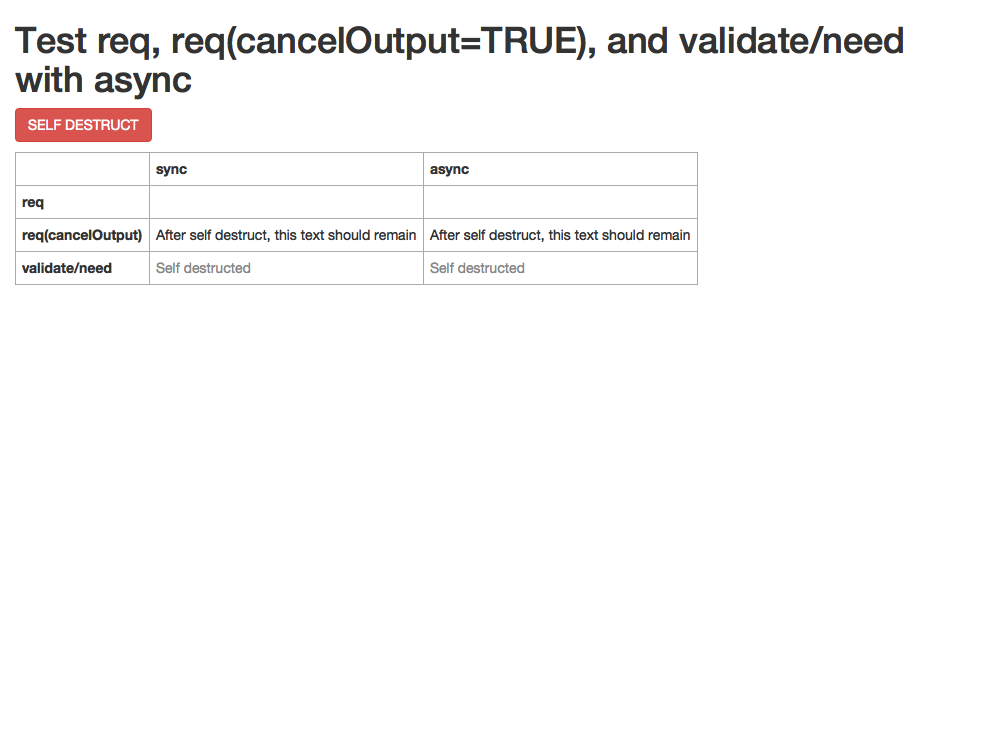 Test req, req(cancelOutput=TRUE), and validate/need
with async
SELF DESTRUCT
sync async
req
req(cancelOutput) After self destruct, this text should remain After self destruct, this text should remain
validate/need Self destructed Self destructed